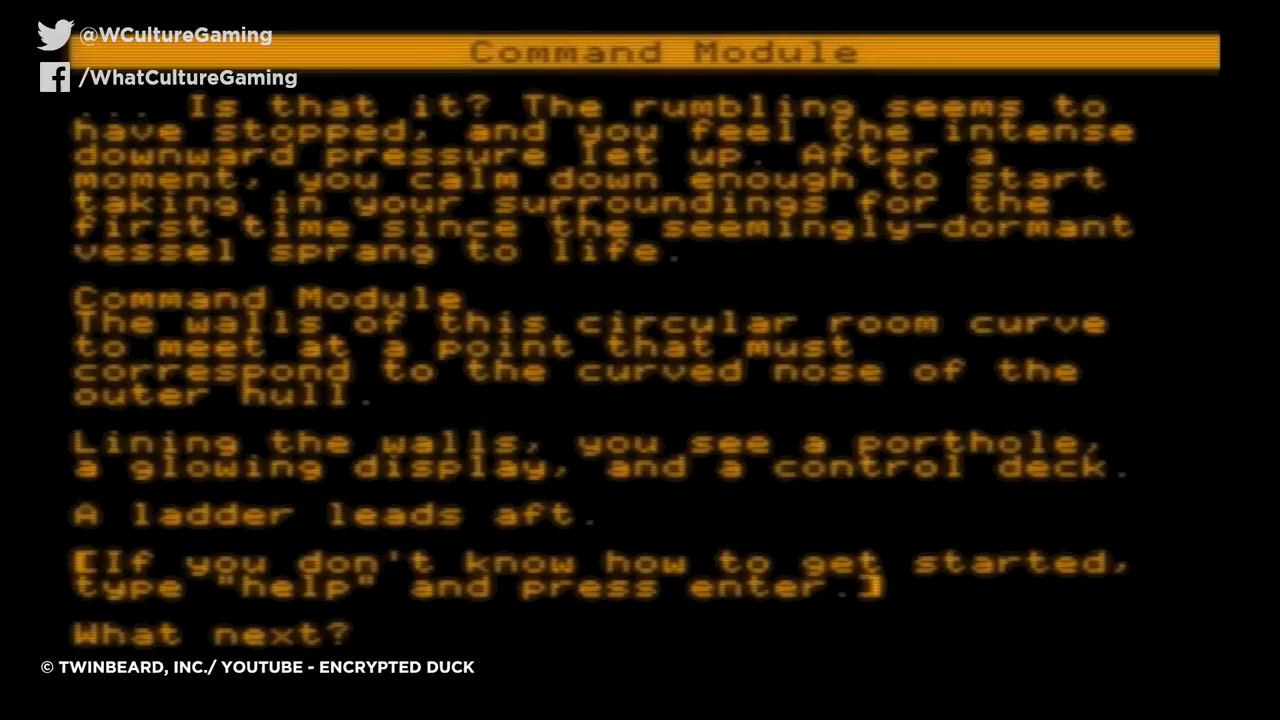 @WCultureGaming
Command Module
/WhatCultureGaming
... Is that it? The rumbling seems to
have stopped, and you feel the intense
downward pressure let up. After a
moment, you calm down enough to start
taking in your surroundings for the
first time since the seemingly-dormant
vessel sprang to life.
Command Module
The walls of this circular room curve
to meet at a point that must
correspond to the curved nose of the
outer hull.
Lining the walls, you see a porthole,
a glowing display, and a control deck.
A ladder leads aft.
[If you don't know how to get started,
type "help" and press enter.]
What next?
© TWINBEARD, INC./ YOUTUBE - ENCRYPTED DUCK